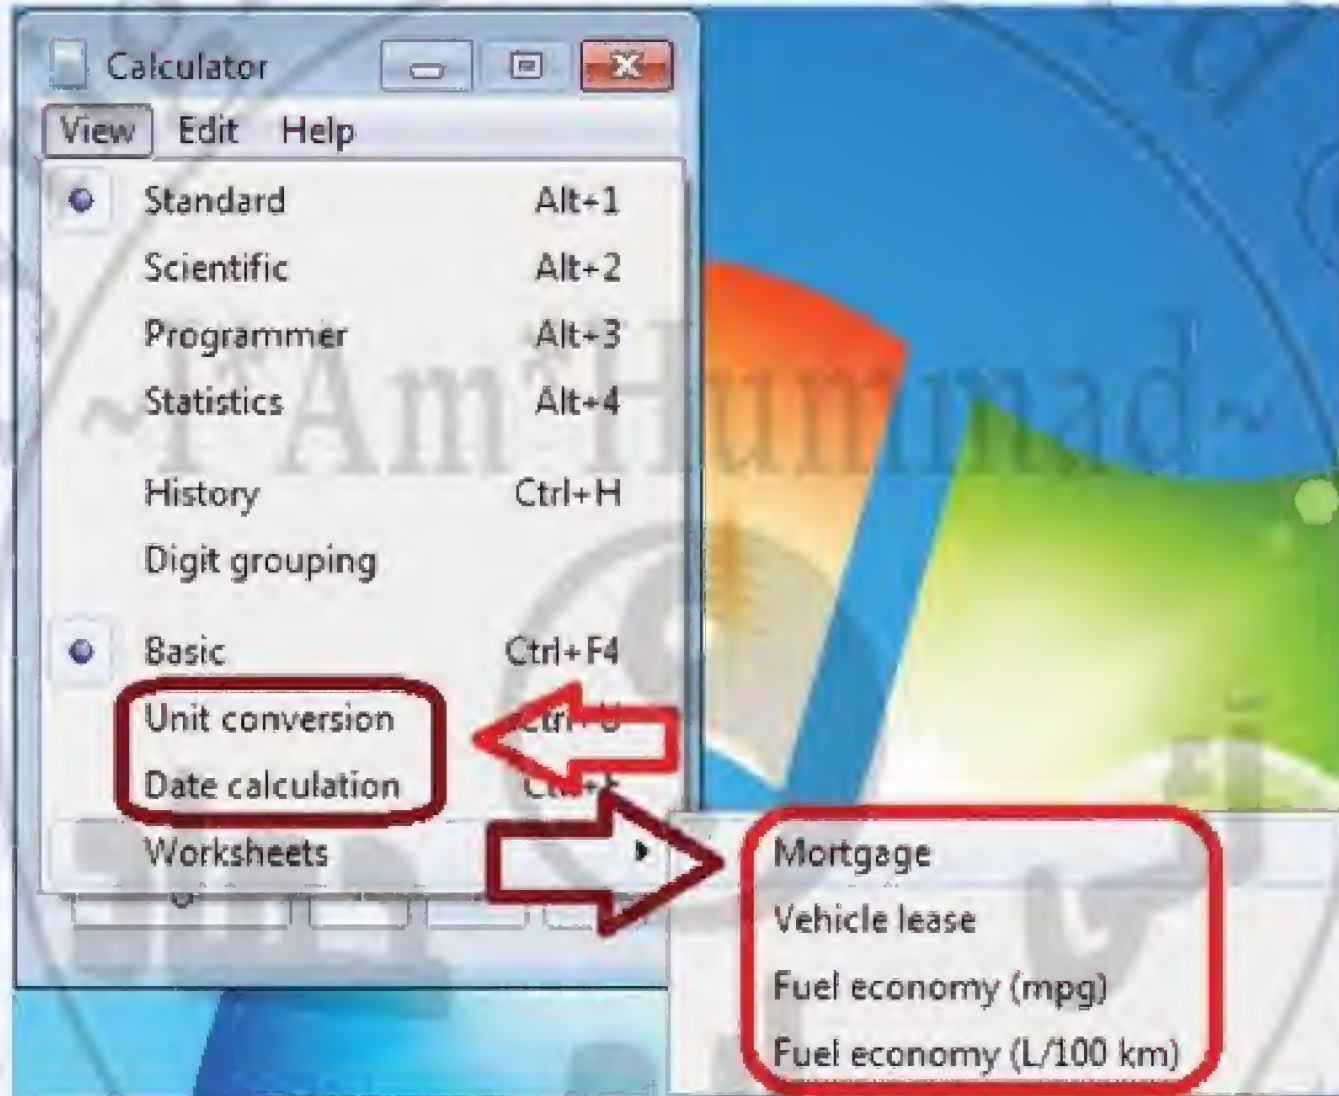 Calculator
View Edit Help
Standard Alt+1
Scientific Alt+2
Programmer Alt+3
Statistics Alt+4
~I*Am*Hummad~
History Ctrl+H
Digit grouping
Basic Ctrl+F4
Unit conversion
Date calculation
Worksheets
Mortgage
Vehicle lease
Fuel economy (mpg)
Fuel economy (L/100 km)